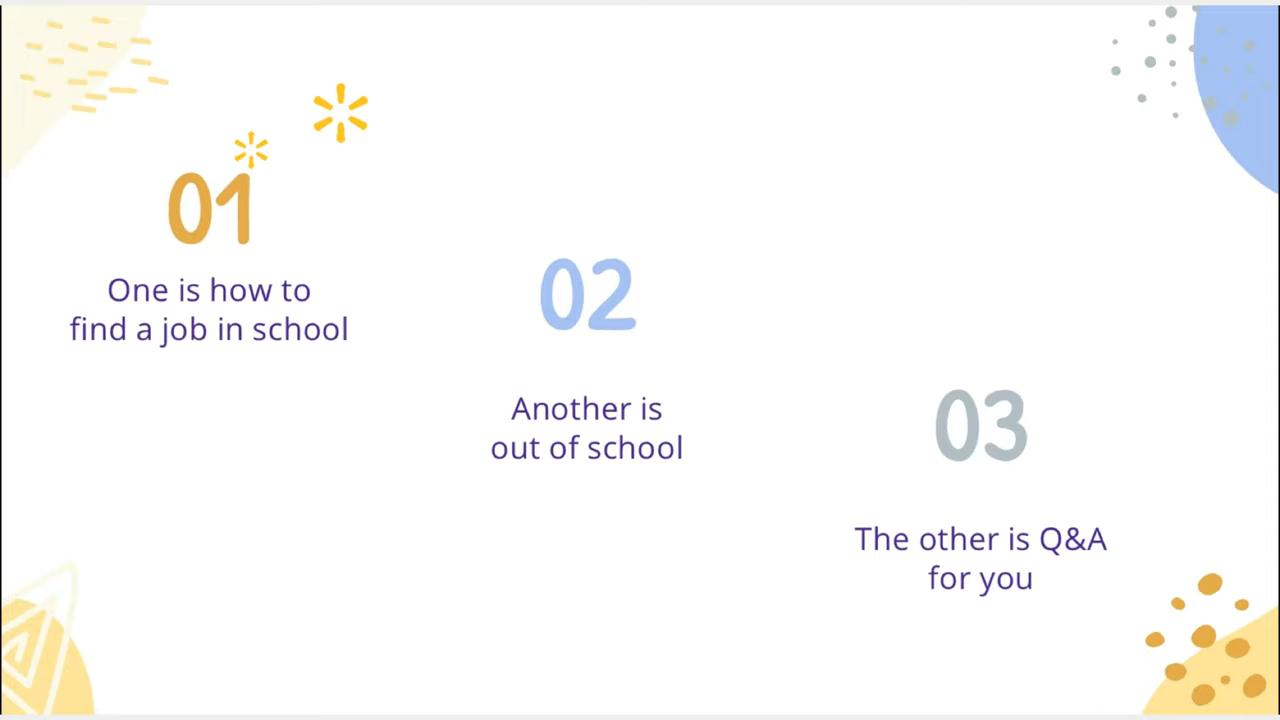 01
One is how to
find a job in school
02
Another is
out of school
03
The other is Q&A
for you